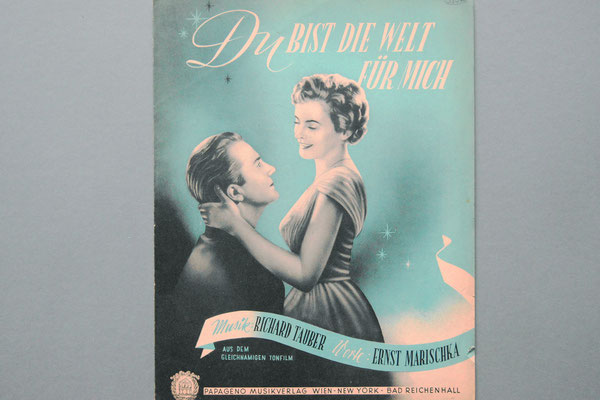 Du BIST DIE WELT
FÜR MICH
Musik: RICHARD TAUBER Worte: ERNST MARISCHKA
AUS DEM
GLEICHNAMIGEN TONFILM
PAPAGENO MUSIKVERLAG WIEN - NEW YORK - BAD REICHENHALL